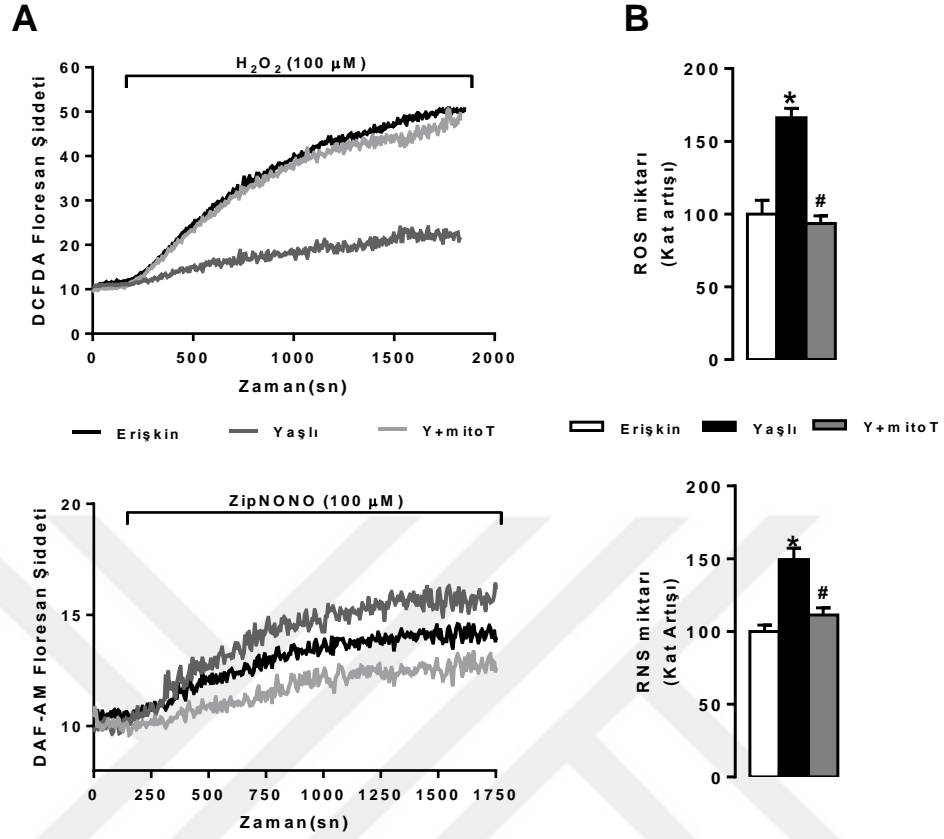 A
B
H₂O₂ (100 µM)
DCFDA Floresan Şiddeti
60
50
40
30
20
10
0
0 500 1000 1500 2000
Zaman(sn)
ROS miktarı
(Kat artışı)
200
150
100
50
0
*
#
Erişkin Yaşlı Y+mitoT
Erişkin Yaşlı Y+mitoT
ZipNONO (100 µM)
DAF-AM Floresan Şiddeti
20
15
10
0 250 500 750 1000 1250 1500 1750
Zaman(sn)
RNS miktarı
(Kat Artışı)
200
150
100
50
0
*
#